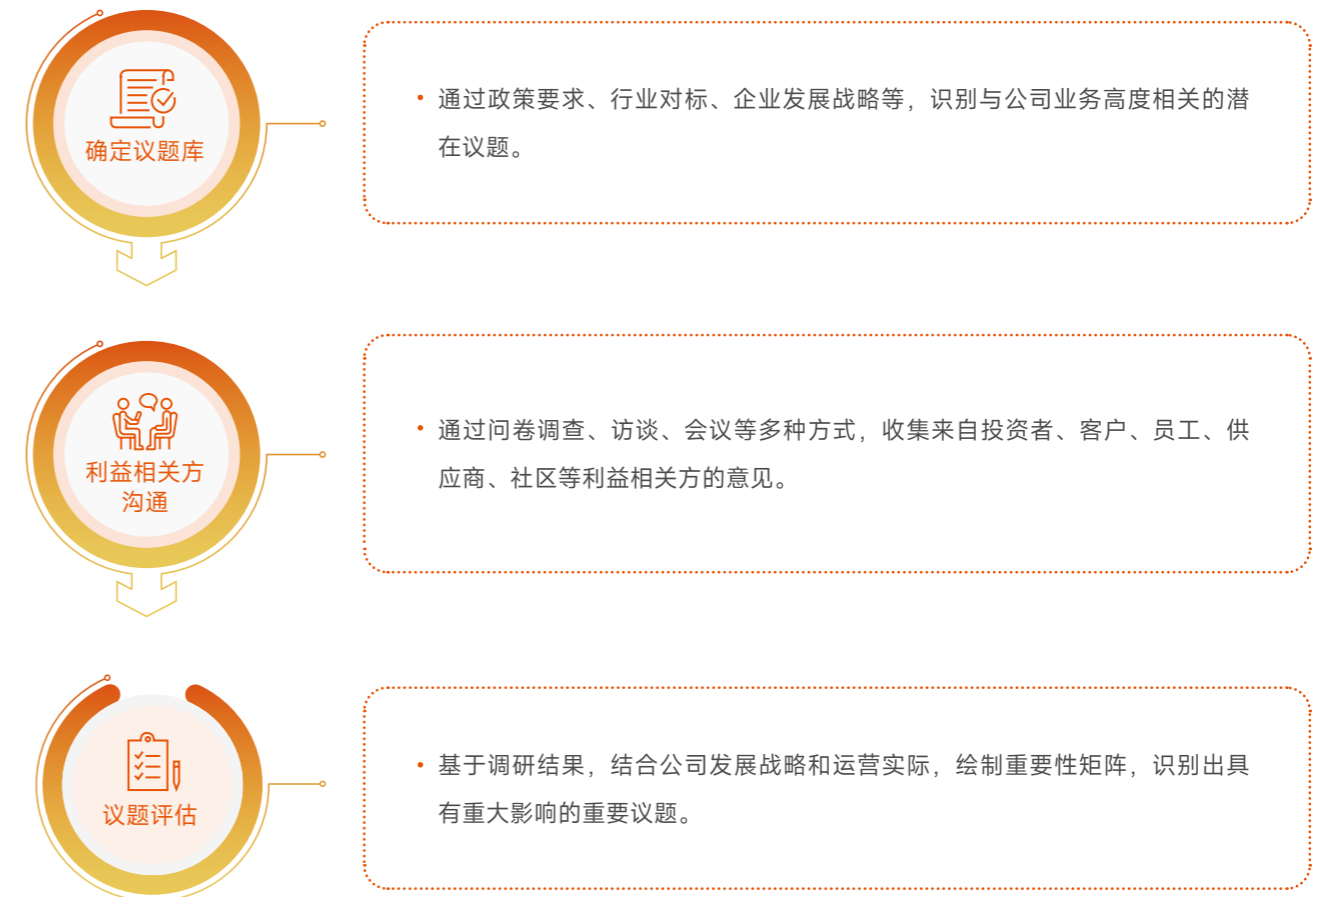 确定议题库
• 通过政策要求、行业对标、企业发展战略等，识别与公司业务高度相关的潜
在议题。
利益相关方
沟通
• 通过问卷调查、访谈、会议等多种方式，收集来自投资者、客户、员工、供
应商、社区等利益相关方的意见。
议题评估
• 基于调研结果，结合公司发展战略和运营实际，绘制重要性矩阵，识别出具
有重大影响的重要议题。